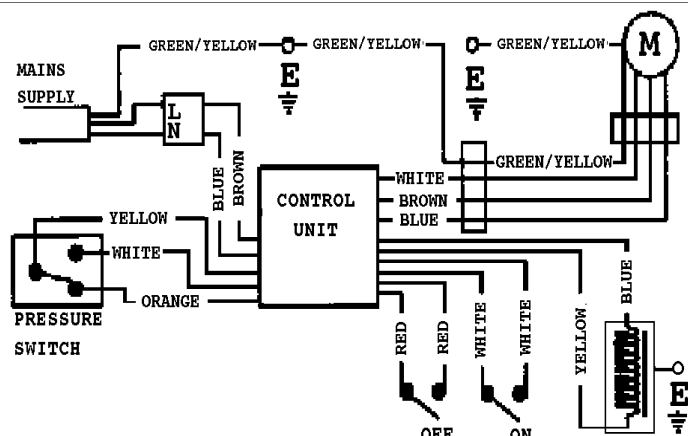 GREEN/YELLOW
GREEN/YELLOW
GREEN/YELLOW
M
MAINS
SUPPLY
E
E
L
N
GREEN/YELLOW
BLUE
BROWN
WHITE
BROWN
BLUE
CONTROL
UNIT
YELLOW
WHITE
ORANGE
PRESSURE
SWITCH
RED
RED
WHITE
WHITE
YELLOW
BLUE
E
OFF
ON